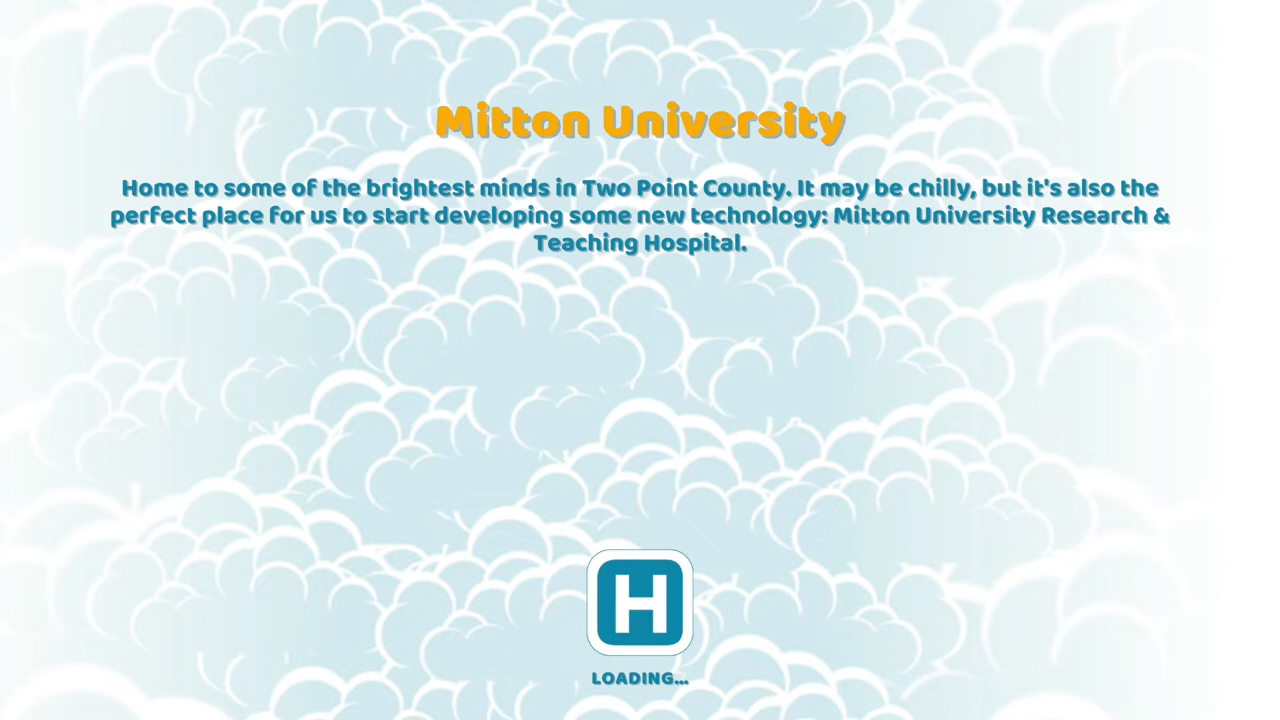 Mitton University
Home to some of the brightest minds in Two Point County. It may be chilly, but it's also the
perfect place for us to start developing some new technology: Mitton University Research &
Teaching Hospital.
H
LOADING...